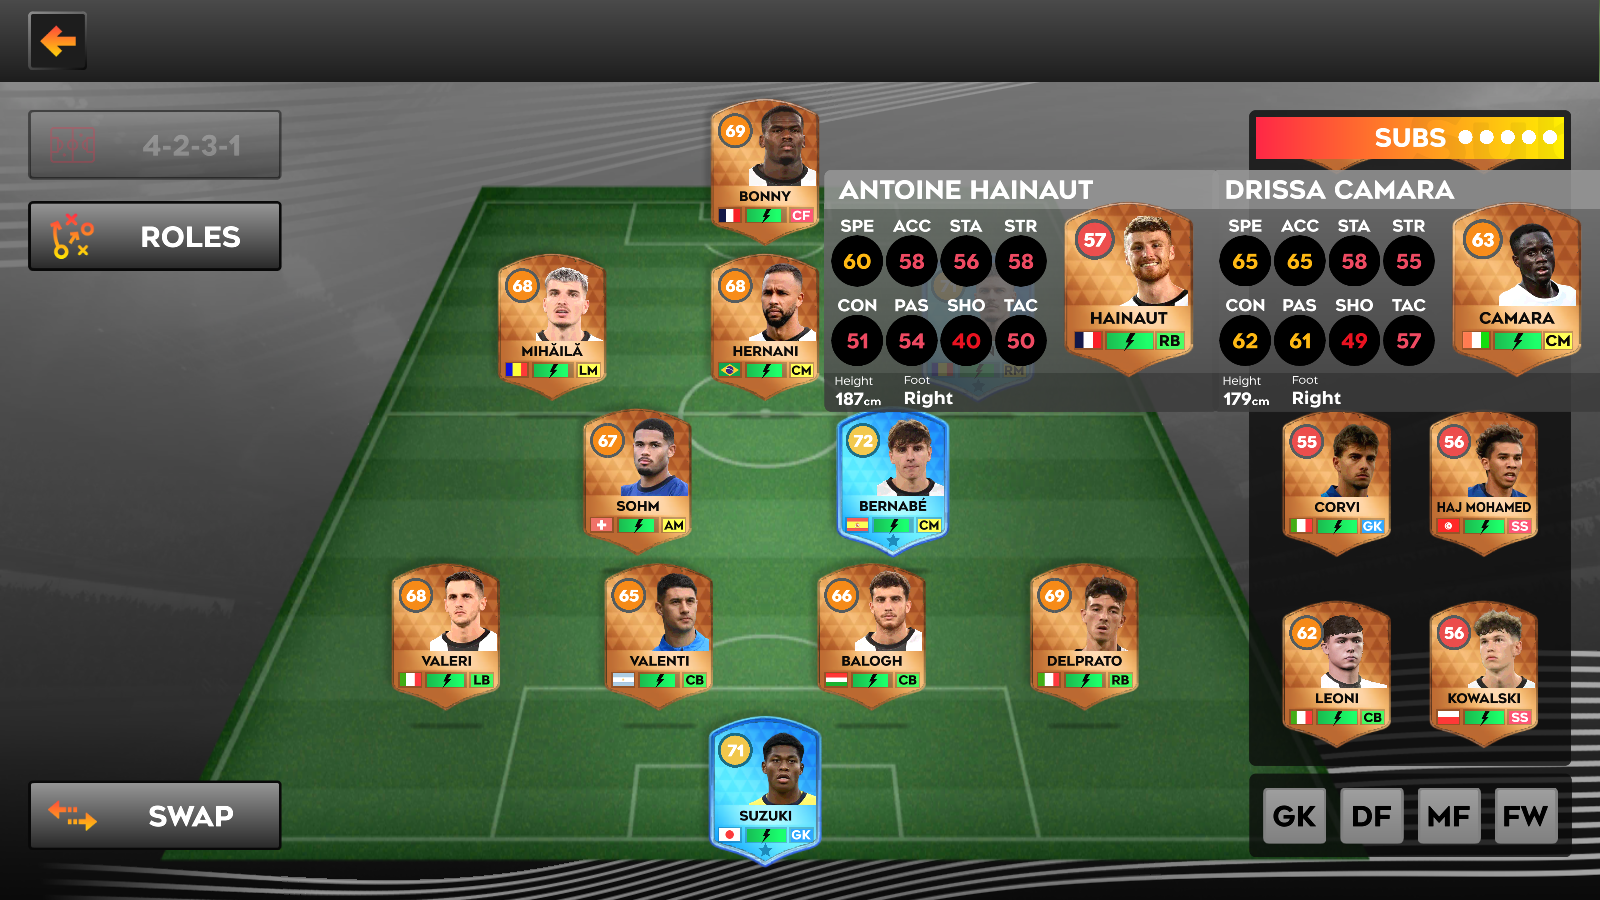 4-2-3-1
ROLES
SWAP
69
BONNY
CF
68
MIHĂILĂ
LM
68
HERNANI
CM
RM
67
SOHM
AM
72
BERNABÉ
CM
68
VALERI
LB
65
VALENTI
CB
66
BALOGH
CB
69
DELPRATO
RB
71
SUZUKI
GK
ANTOINE HAINAUT
SPE ACC STA STR
60 58 56 58
CON PAS SHO TAC
51 54 40 50
Height Foot
187cm Right
57
HAINAUT
RB
DRISSA CAMARA
SPE ACC STA STR
65 65 58 55
CON PAS SHO TAC
62 61 49 57
Height Foot
179cm Right
63
CAMARA
CM
SUBS
55
CORVI
GK
56
HAJ MOHAMED
SS
62
LEONI
CB
56
KOWALSKI
SS
GK DF MF FW